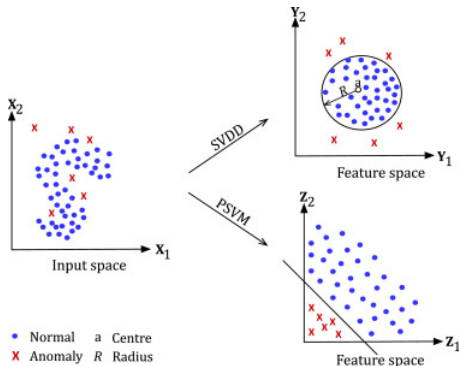 X₂
X₁
Input space
SVDD
PSVM
Y₂
R a
Y₁
Feature space
Z₂
Z₁
Feature space
Normal a Centre
X Anomaly R Radius